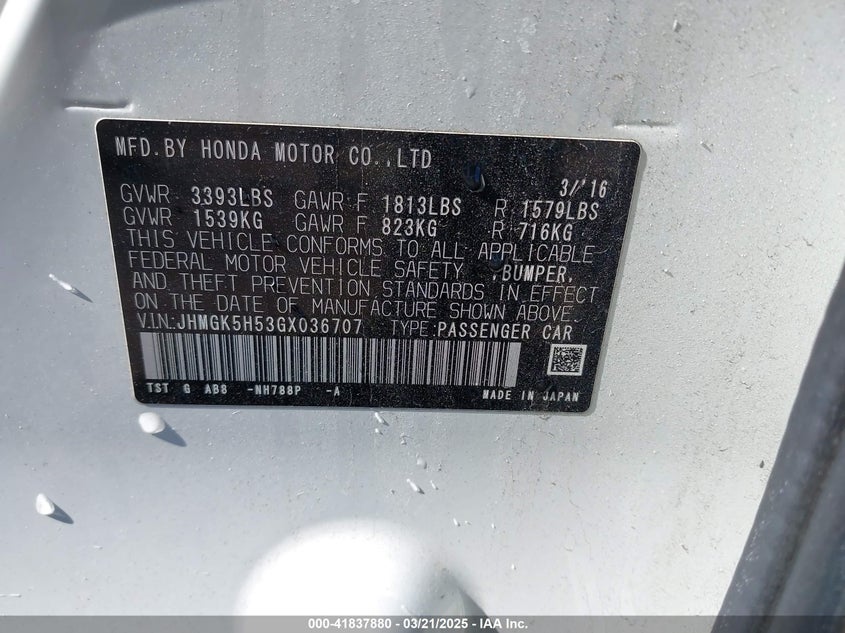 MFD.BY HONDA MOTOR CO.,LTD
3/'16
GVWR 3393LBS GAWR F 1813LBS R 1579LBS
GVWR 1539KG GAWR F 823KG R 716KG
THIS VEHICLE CONFORMS TO ALL APPLICABLE
FEDERAL MOTOR VEHICLE SAFETY ,BUMPER,
AND THEFT PREVENTION STANDARDS IN EFFECT
ON THE DATE OF MANUFACTURE SHOWN ABOVE.
V.IN:JHMGK5H53GX036707 TYPE:PASSENGER CAR
TST G AB8 -NH788P -A MADE IN JAPAN
000-41837880 - 03/21/2025 - IAA Inc.